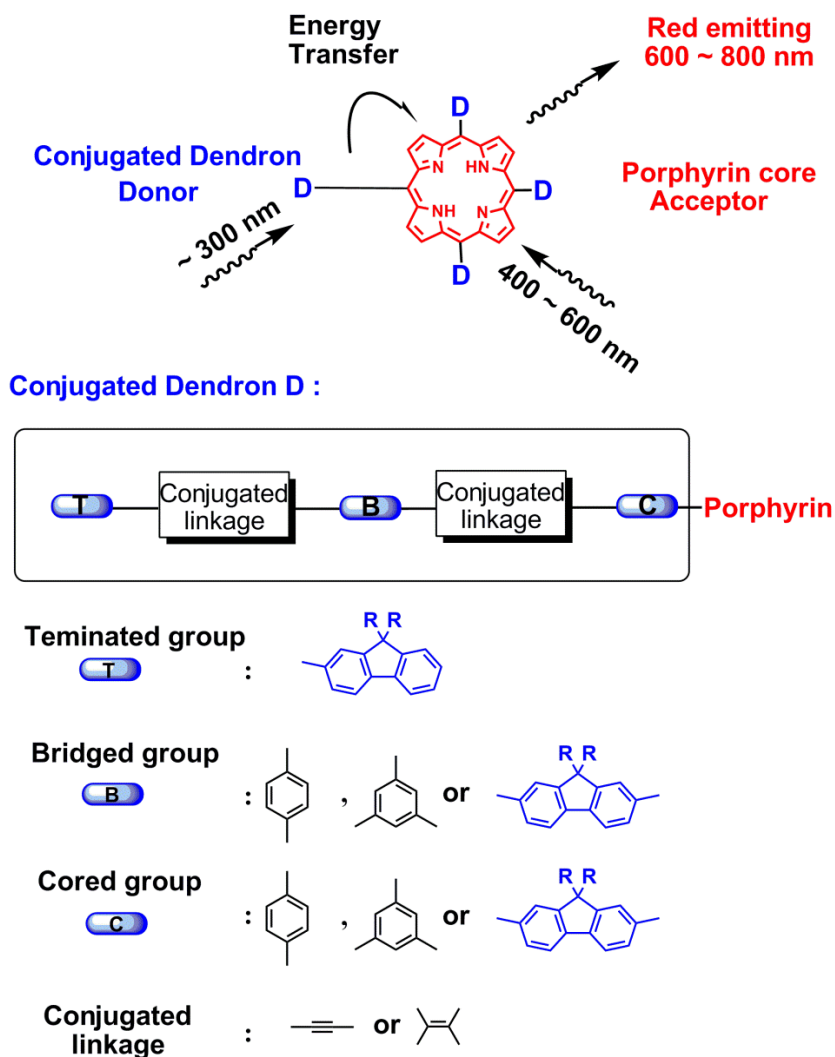 Energy
Transfer
Red emitting
600 ~ 800 nm
D
Conjugated Dendron
Donor
D
N
HN
NH
N
D
D
Porphyrin core
Acceptor
~ 300 nm
400 ~ 600 nm
Conjugated Dendron D :
T
Conjugated
linkage
B
Conjugated
linkage
C
Porphyrin
Teminated group
T
:
R R
Bridged group
B
:
,
or
R R
Cored group
C
:
,
or
R R
Conjugated
linkage
:
or